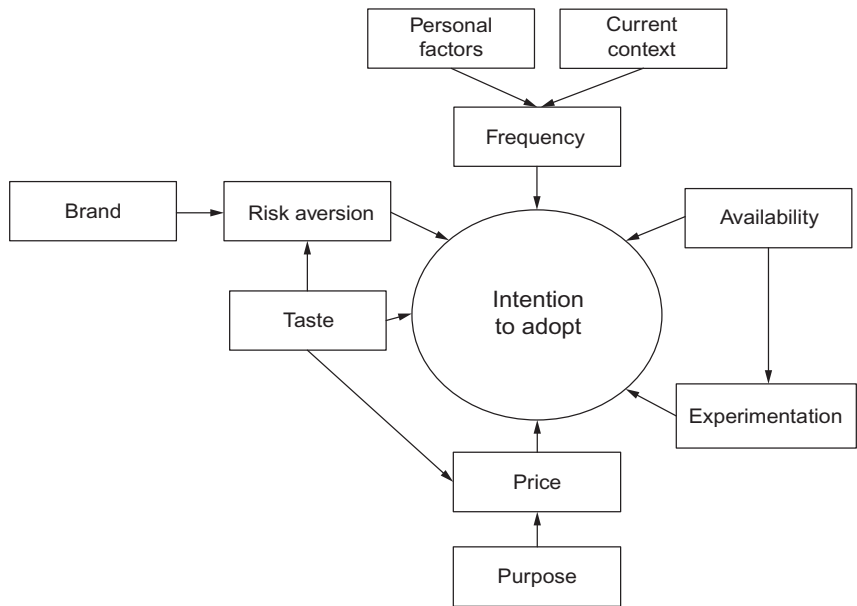 Personal
factors
Current
context
Frequency
Brand
Risk aversion
Availability
Taste
Intention
to adopt
Experimentation
Price
Purpose